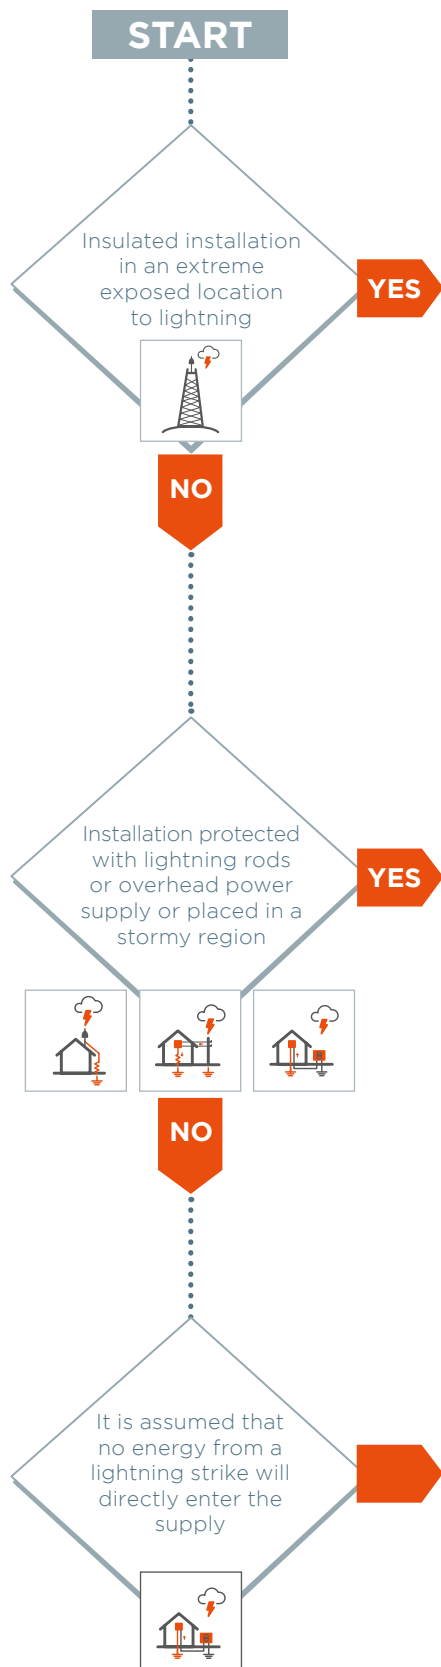 START
Insulated installation
in an extreme
exposed location
to lightning
YES
NO
Installation protected
with lightning rods
or overhead power
supply or placed in a
stormy region
YES
NO
It is assumed that
no energy from a
lightning strike will
directly enter the
supply